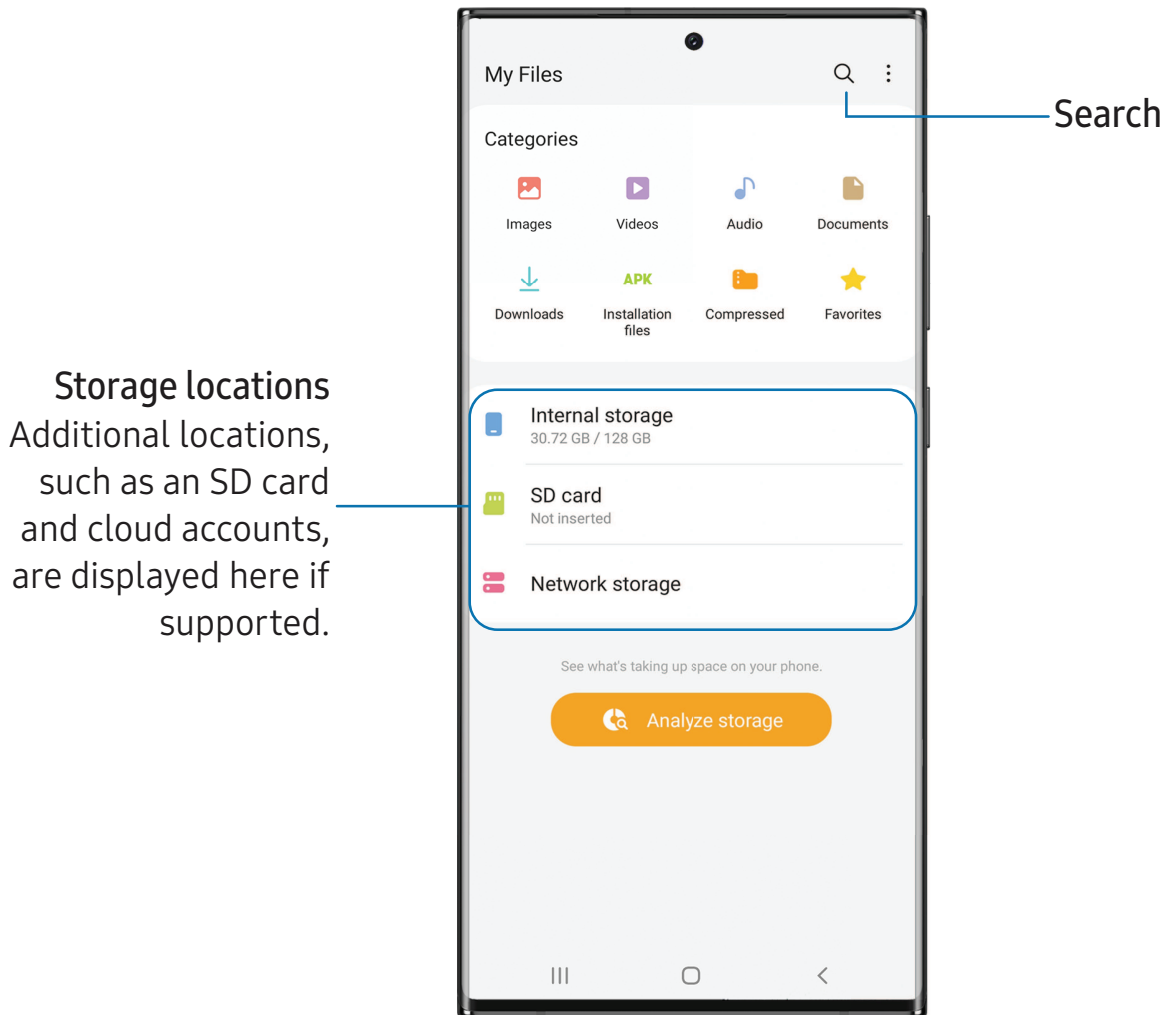 My Files
Search
Categories
Images Videos Audio Documents
APK
Downloads Installation files Compressed Favorites
Storage locations
Additional locations,
such as an SD card
and cloud accounts,
are displayed here if
supported.
Internal storage
30.72 GB / 128 GB
SD card
Not inserted
Network storage
See what's taking up space on your phone.
Analyze storage